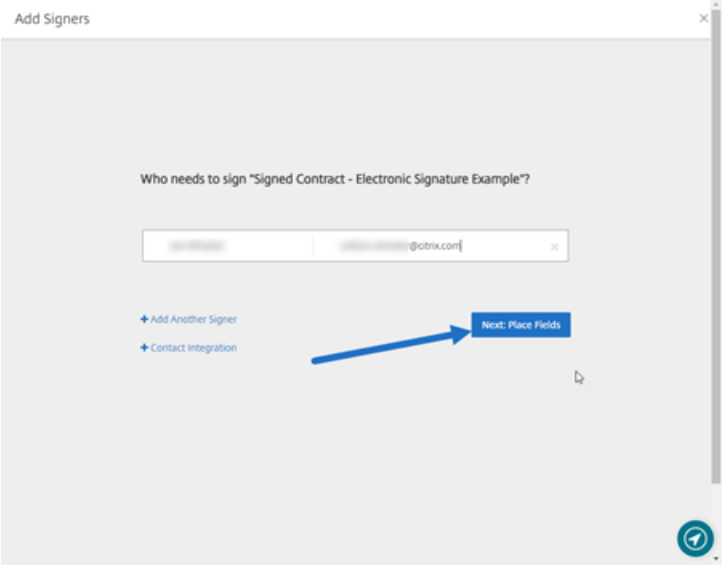 Add Signers
Who needs to sign "Signed Contract - Electronic Signature Example"?
@citrix.com
+ Add Another Signer
Next: Place Fields
+ Contact Integration